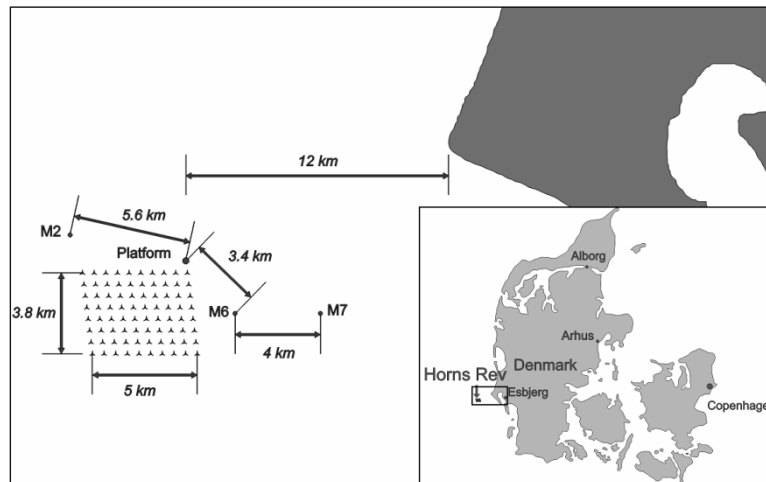 12 km
5.6 km
M2
Platform
3.4 km
3.8 km
M6
M7
4 km
5 km
Alborg
Arhus
Denmark
Horns Rev
Esbjerg
Copenhage